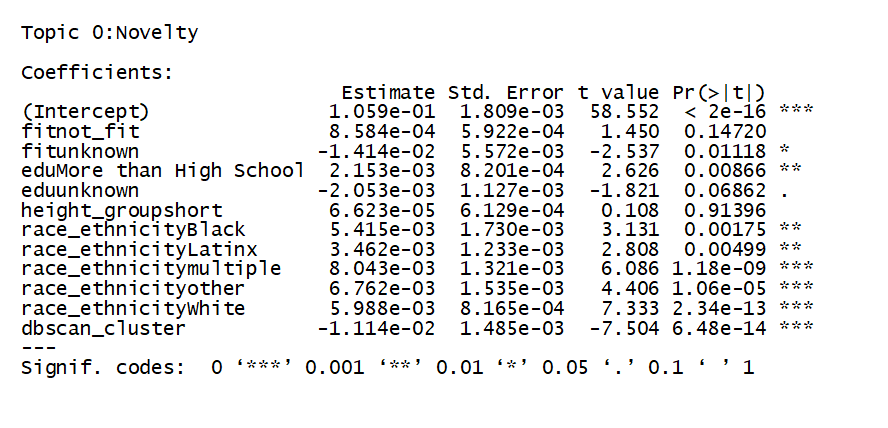 Topic 0:Novelty
Coefficients:
Estimate Std. Error t value Pr(>|t|)
(Intercept) 1.059e-01 1.809e-03 58.552 < 2e-16 ***
fitnot_fit 8.584e-04 5.922e-04 1.450 0.14720
fitunknown -1.414e-02 5.572e-03 -2.537 0.01118 *
eduMore than High School 2.153e-03 8.201e-04 2.626 0.00866 **
eduunknown -2.053e-03 1.127e-03 -1.821 0.06862 .
height_groupshort 6.623e-05 6.129e-04 0.108 0.91396
race_ethnicityBlack 5.415e-03 1.730e-03 3.131 0.00175 **
race_ethnicityLatinx 3.462e-03 1.233e-03 2.808 0.00499 **
race_ethnicitymultiple 8.043e-03 1.321e-03 6.086 1.18e-09 ***
race_ethnicityother 6.762e-03 1.535e-03 4.406 1.06e-05 ***
race_ethnicityWhite 5.988e-03 8.165e-04 7.333 2.34e-13 ***
dbscan_cluster -1.114e-02 1.485e-03 -7.504 6.48e-14 ***
---
Signif. codes: 0 ‘***’ 0.001 ‘**’ 0.01 ‘*’ 0.05 ‘.’ 0.1 ‘ ’ 1